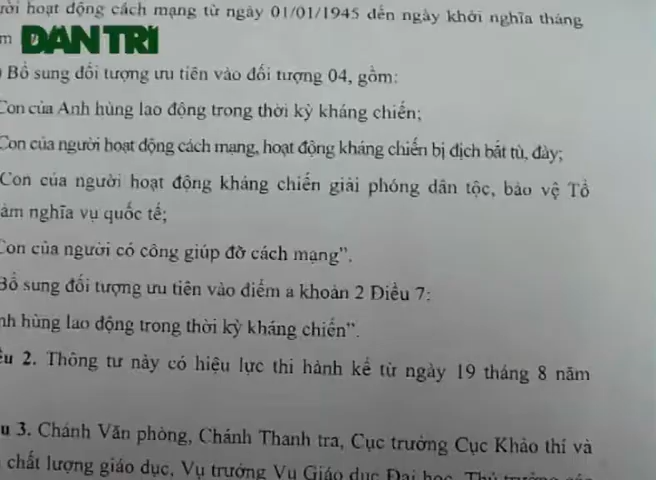 hoạt động cách mạng từ ngày 01/01/1945 đến ngày khởi nghĩa tháng
m DÂN TRÍ
Bổ sung đối tượng ưu tiên vào đối tượng 04, gồm:
Con của Anh hùng lao động trong thời kỳ kháng chiến;
Con của người hoạt động cách mạng, hoạt động kháng chiến bị địch bắt tù, đày;
Con của người hoạt động kháng chiến giải phóng dân tộc, bảo vệ Tổ
àm nghĩa vụ quốc tế;
Con của người có công giúp đỡ cách mạng”.
Bổ sung đối tượng ưu tiên vào điểm a khoản 2 Điều 7:
nh hùng lao động trong thời kỳ kháng chiến”.
ều 2. Thông tư này có hiệu lực thi hành kể từ ngày 19 tháng 8 năm
u 3. Chánh Văn phòng, Chánh Thanh tra, Cục trưởng Cục Khảo thí và
chất lượng giáo dục, Vụ trưởng Vụ Giáo dục Đại học, Thủ trưởng